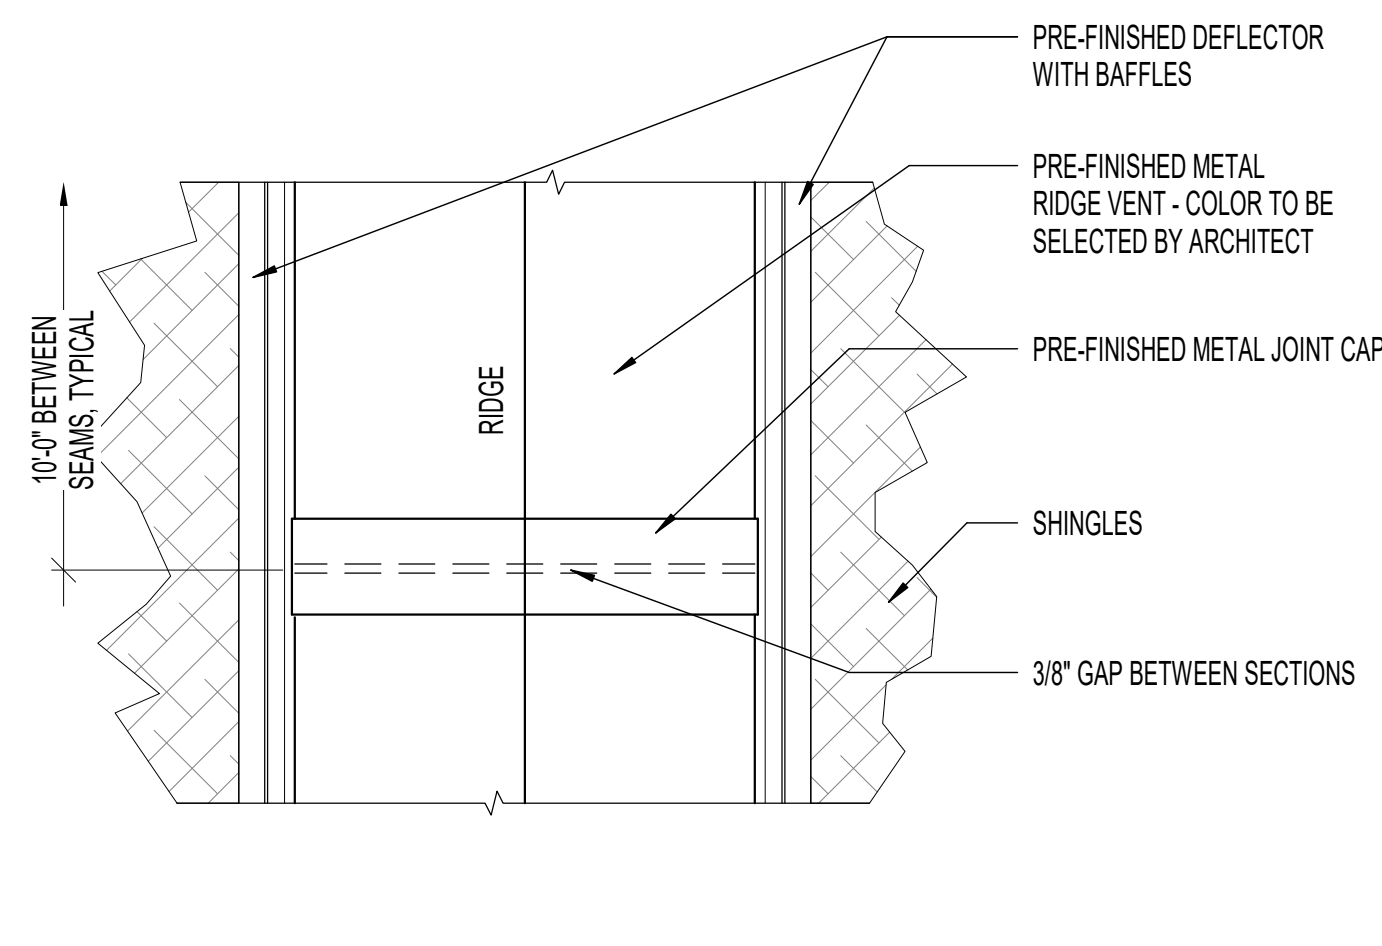 PRE-FINISHED DEFLECTOR
WITH BAFFLES
PRE-FINISHED METAL
RIDGE VENT - COLOR TO BE
SELECTED BY ARCHITECT
PRE-FINISHED METAL JOINT CAP
SHINGLES
3/8" GAP BETWEEN SECTIONS
RIDGE
10'-0" BETWEEN
SEAMS, TYPICAL